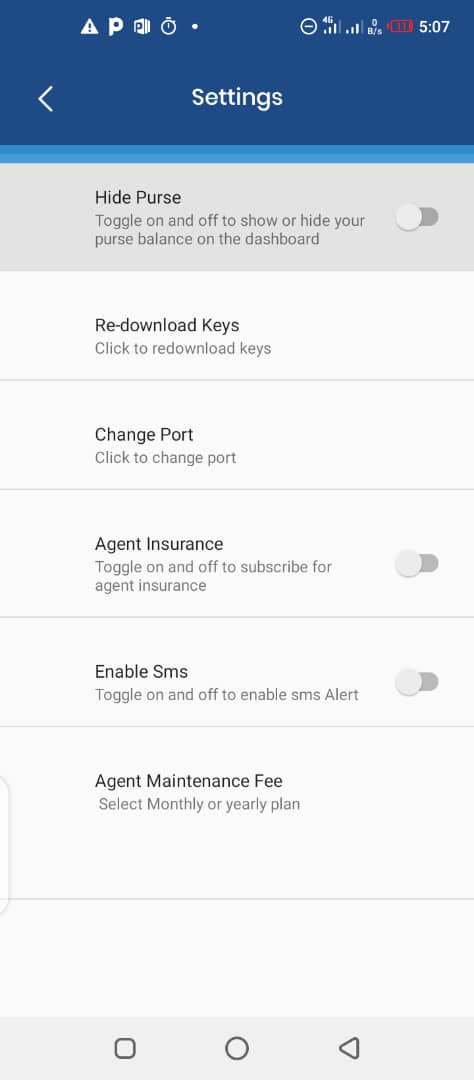 4G
0
B/s
11
5:07
Settings
Hide Purse
Toggle on and off to show or hide your
purse balance on the dashboard
Re-download Keys
Click to redownload keys
Change Port
Click to change port
Agent Insurance
Toggle on and off to subscribe for
agent insurance
Enable Sms
Toggle on and off to enable sms Alert
Agent Maintenance Fee
Select Monthly or yearly plan